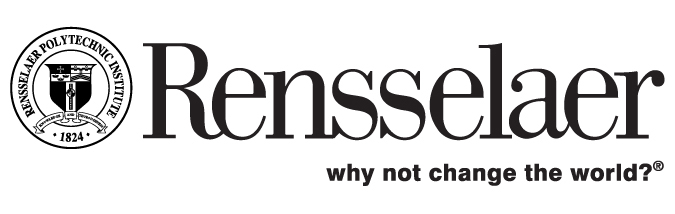 RENSSELAER POLYTECHNIC INSTITUTE
· 1824 ·
Rensselaer
why not change the world?®